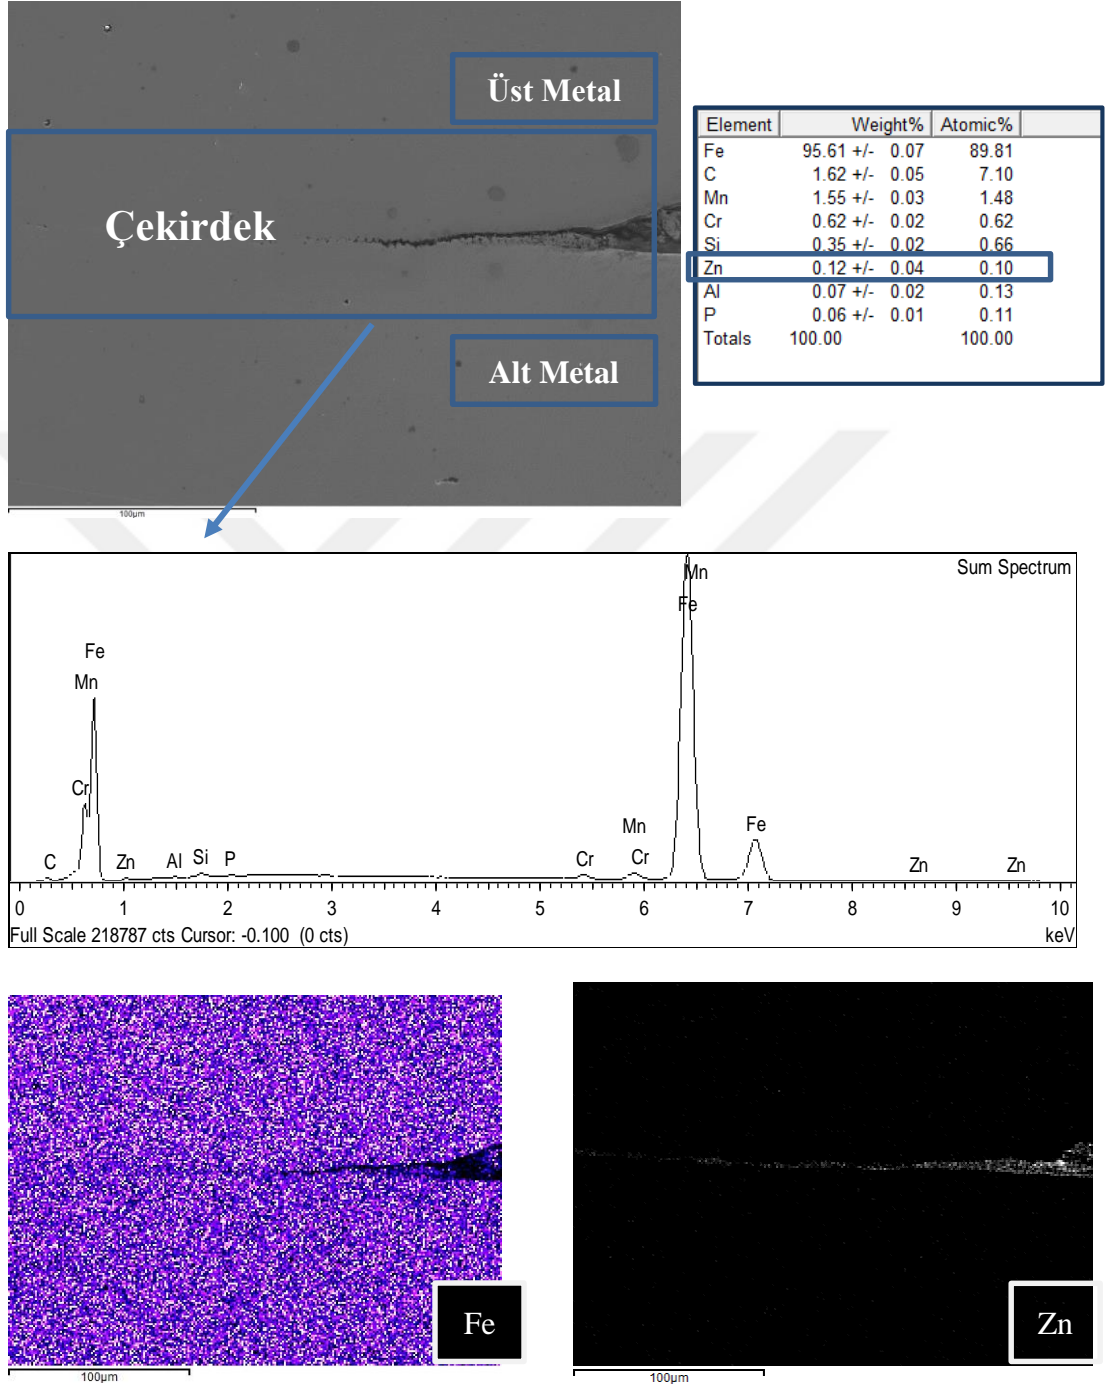 Üst Metal
Çekirdek
Alt Metal
100µm
Element Weight% Atomic%
Fe 95.61 +/- 0.07 89.81
C 1.62 +/- 0.05 7.10
Mn 1.55 +/- 0.03 1.48
Cr 0.62 +/- 0.02 0.62
Si 0.35 +/- 0.02 0.66
Zn 0.12 +/- 0.04 0.10
Al 0.07 +/- 0.02 0.13
P 0.06 +/- 0.01 0.11
Totals 100.00 100.00
Sum Spectrum
Mn
Fe
Fe
Mn
Cr
C Zn Al Si P
Mn
Cr Cr
Fe
Zn Zn
0 1 2 3 4 5 6 7 8 9 10
Full Scale 218787 cts Cursor: -0.100 (0 cts) keV
Fe
100µm
Zn
100µm